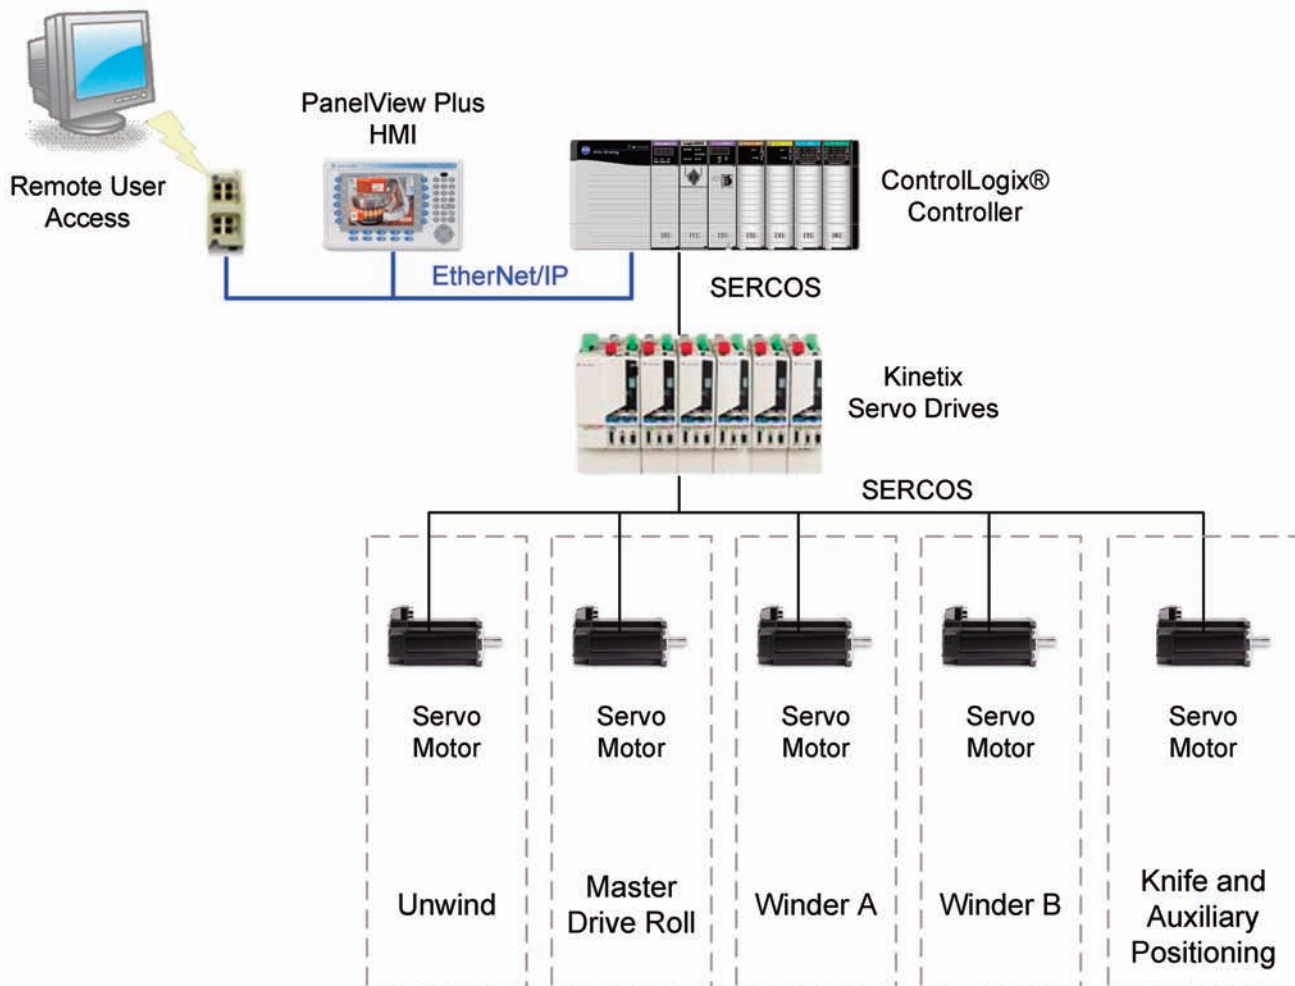 PanelView Plus
HMI
Remote User
Access
ControlLogix®
Controller
EtherNet/IP
SERCOS
Kinetix
Servo Drives
SERCOS
Servo
Motor
Servo
Motor
Servo
Motor
Servo
Motor
Servo
Motor
Unwind
Master
Drive Roll
Winder A
Winder B
Knife and
Auxiliary
Positioning